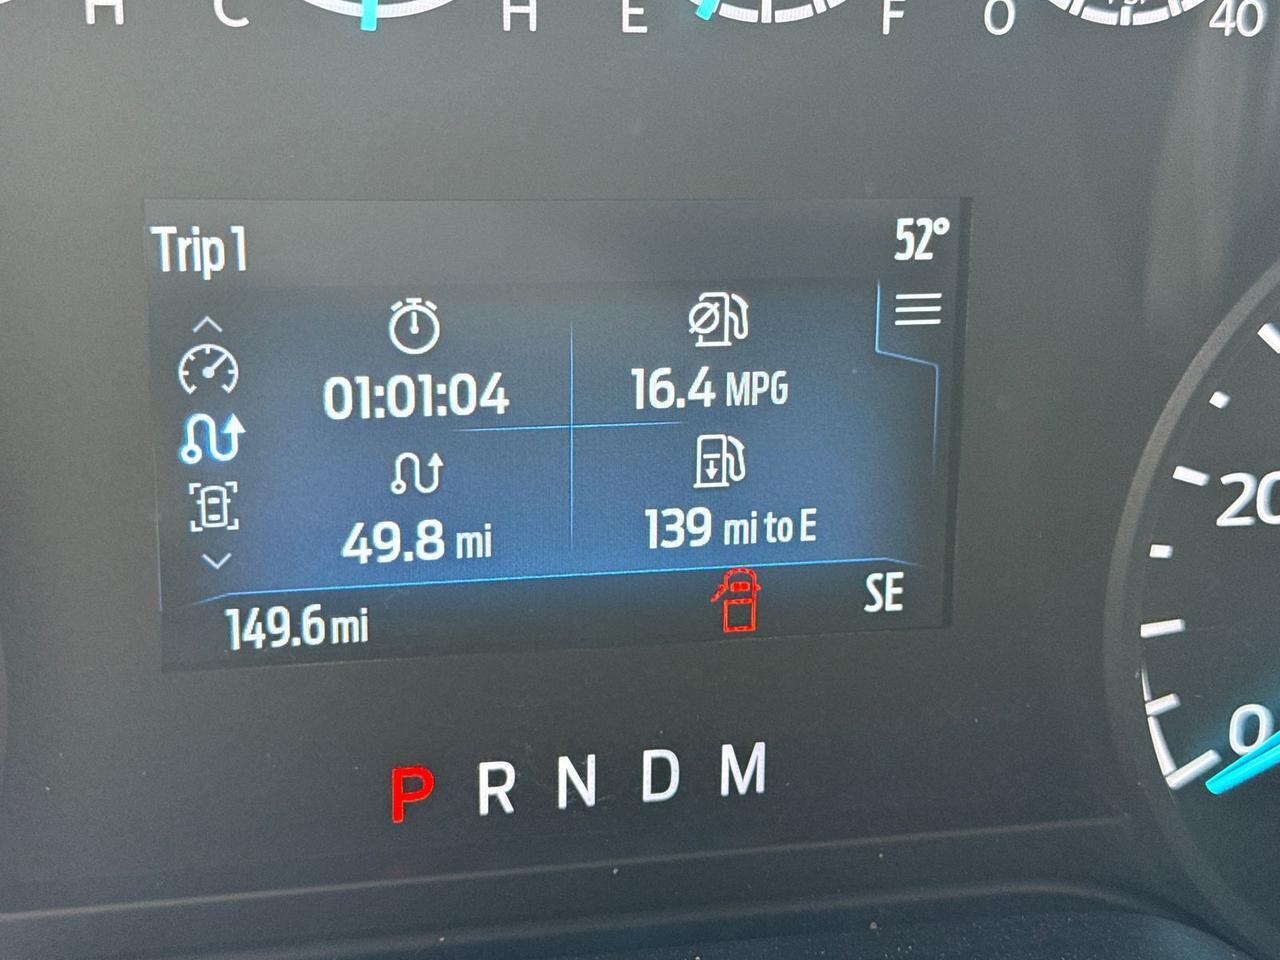 H C H E F O 40
Trip 1 52°
01:01:04 16.4 MPG
49.8 mi 139 mi to E
149.6 mi SE
20
0
P R N D M